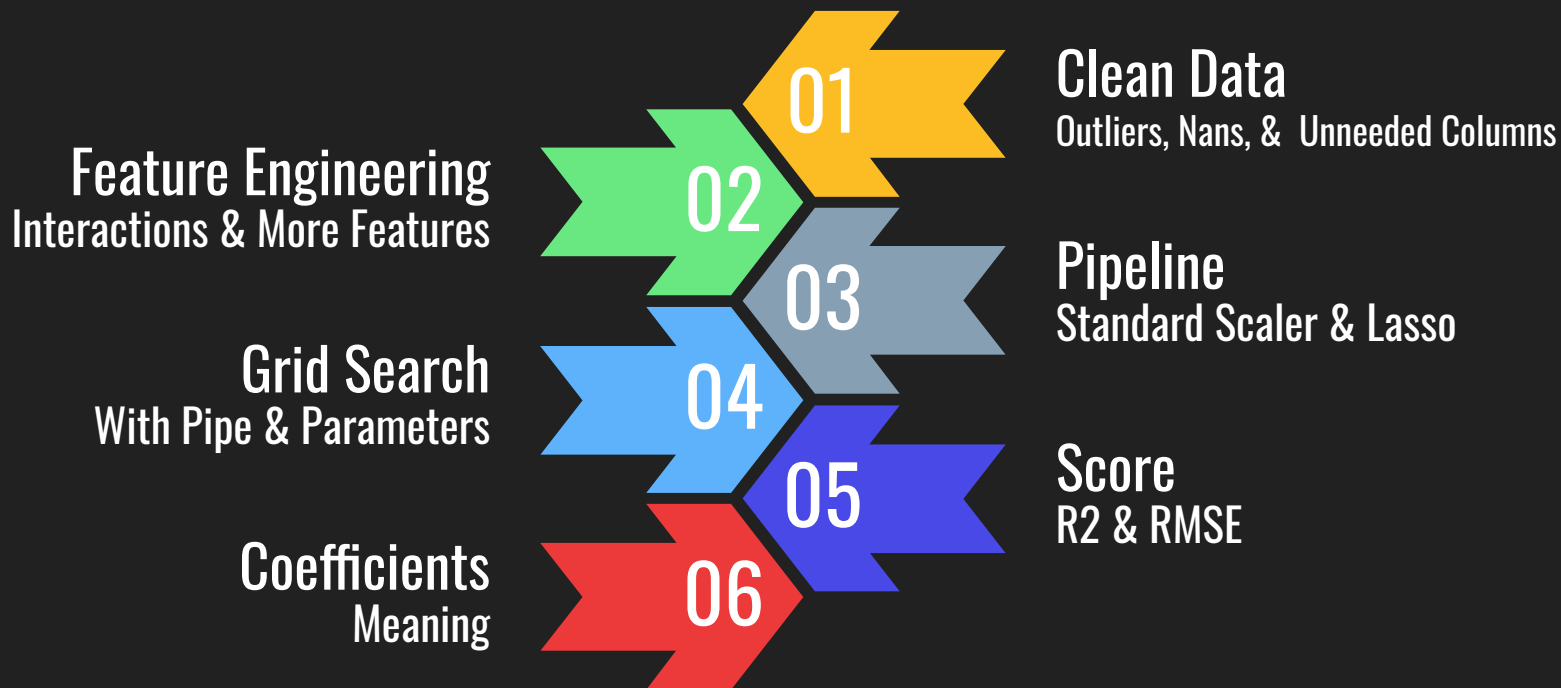 01
Clean Data
Outliers, Nans, & Unneeded Columns
02
Feature Engineering
Interactions & More Features
03
Pipeline
Standard Scaler & Lasso
04
Grid Search
With Pipe & Parameters
05
Score
R2 & RMSE
06
Coefficients
Meaning